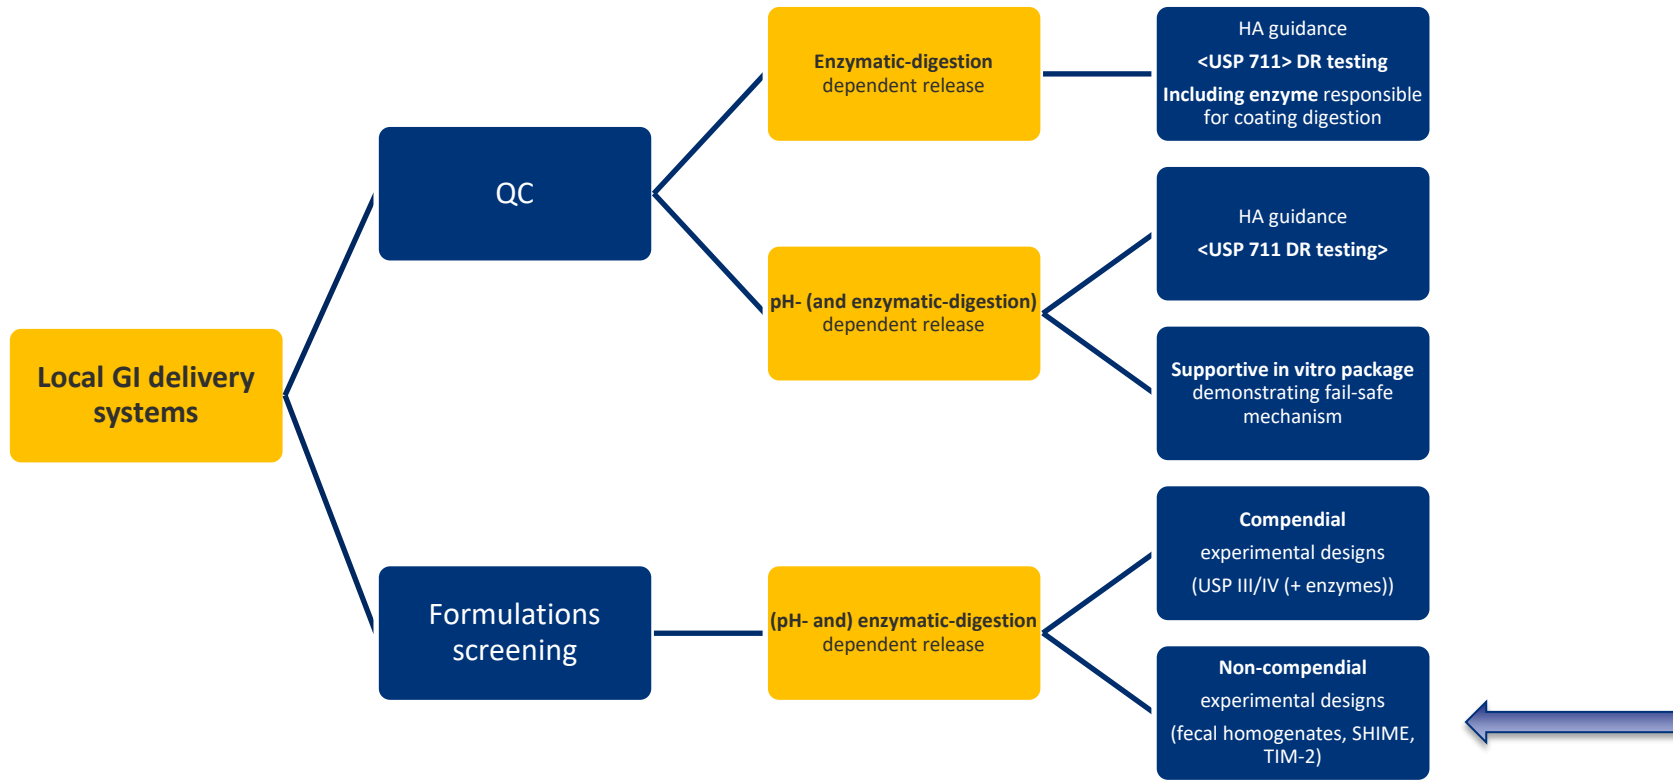 Local GI delivery
systems
QC
Formulations
screening
Enzymatic-digestion
dependent release
pH- (and enzymatic-digestion)
dependent release
(pH- and) enzymatic-digestion
dependent release
HA guidance
<USP 711> DR testing
Including enzyme responsible
for coating digestion
HA guidance
<USP 711 DR testing>
Supportive in vitro package
demonstrating fail-safe
mechanism
Compendial
experimental designs
(USP III/IV (+ enzymes))
Non-compendial
experimental designs
(fecal homogenates, SHIME,
TIM-2)